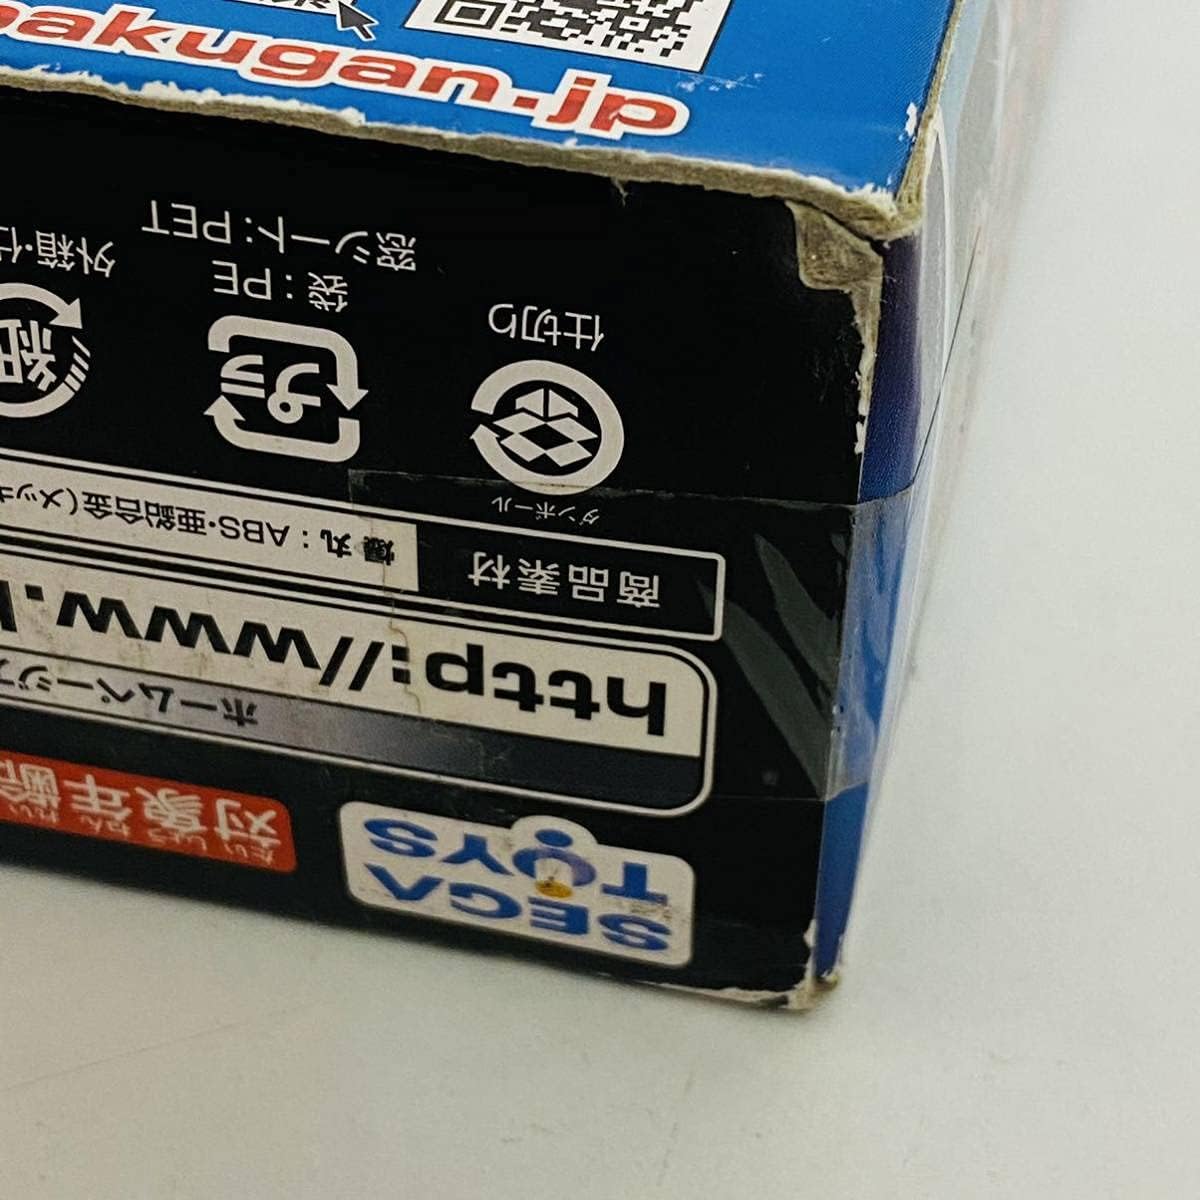 bakugan.jp
SEGA
TOYS
たいしょうねんれい
対象年齢
ホームページ
http://www.
商品素材
爆丸：ABS・亜鉛合金(メッキ
ダンボール
仕切り
プラ
袋：PE
窓シート：PET
紙
外箱・仕